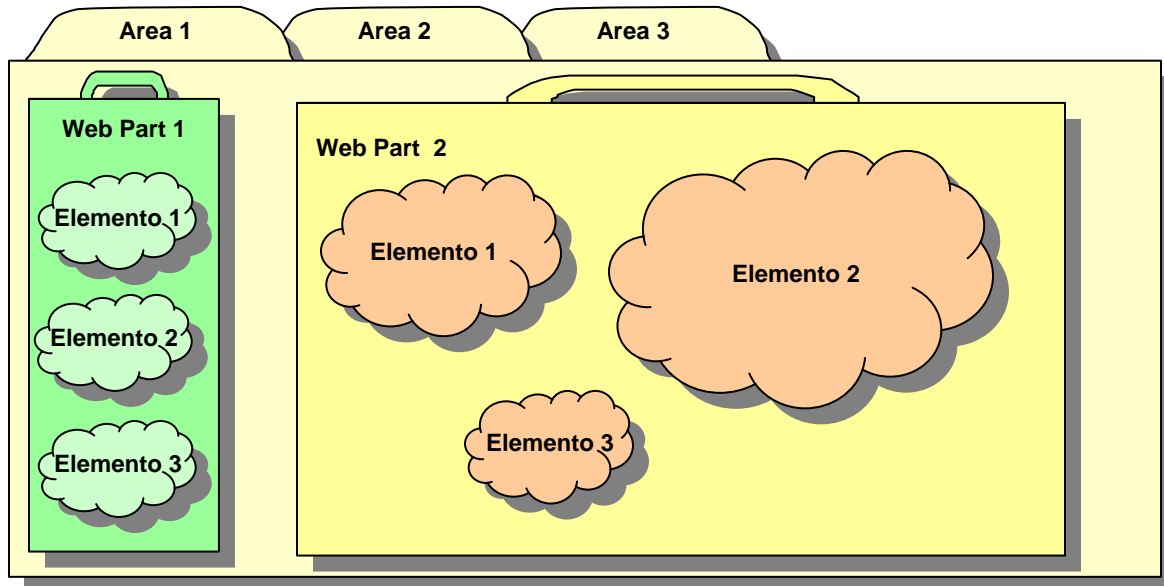 Area 1
Area 2
Area 3
Web Part 1
Elemento 1
Elemento 2
Elemento 3
Web Part  2
Elemento 1
Elemento 2
Elemento 3